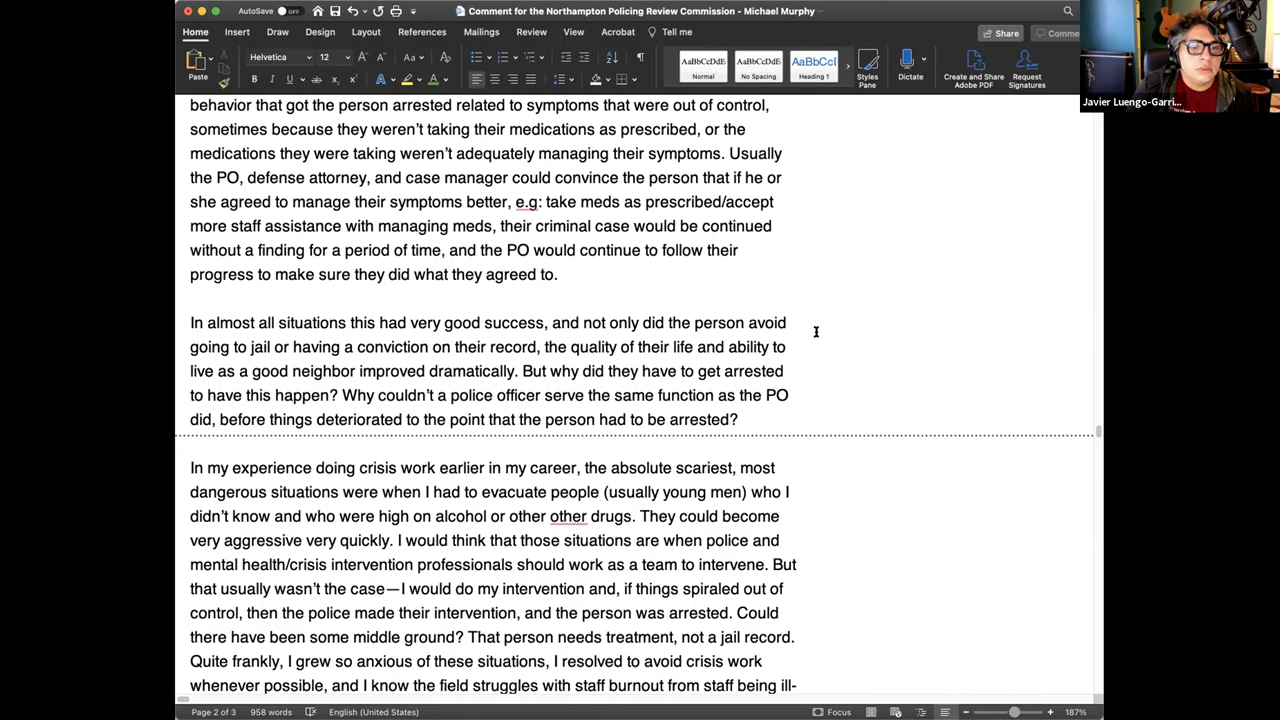 AutoSave OFF
Comment for the Northampton Policing Review Commission - Michael Murphy
Home Insert Draw Design Layout References Mailings Review View Acrobat Tell me
Share Comme
Paste
Helvetica 12
AaBbCcDdE AaBbCcDdE AaBbCcI
Normal No Spacing Heading 1
Styles Pane
Dictate
Create and Share Adobe PDF
Request Signatures
Javier Luengo-Garri...
behavior that got the person arrested related to symptoms that were out of control,
sometimes because they weren't taking their medications as prescribed, or the
medications they were taking weren't adequately managing their symptoms. Usually
the PO, defense attorney, and case manager could convince the person that if he or
she agreed to manage their symptoms better, e.g: take meds as prescribed/accept
more staff assistance with managing meds, their criminal case would be continued
without a finding for a period of time, and the PO would continue to follow their
progress to make sure they did what they agreed to.
In almost all situations this had very good success, and not only did the person avoid
going to jail or having a conviction on their record, the quality of their life and ability to
live as a good neighbor improved dramatically. But why did they have to get arrested
to have this happen? Why couldn't a police officer serve the same function as the PO
did, before things deteriorated to the point that the person had to be arrested?
In my experience doing crisis work earlier in my career, the absolute scariest, most
dangerous situations were when I had to evacuate people (usually young men) who I
didn't know and who were high on alcohol or other other drugs. They could become
very aggressive very quickly. I would think that those situations are when police and
mental health/crisis intervention professionals should work as a team to intervene. But
that usually wasn't the case—I would do my intervention and, if things spiraled out of
control, then the police made their intervention, and the person was arrested. Could
there have been some middle ground? That person needs treatment, not a jail record.
Quite frankly, I grew so anxious of these situations, I resolved to avoid crisis work
whenever possible, and I know the field struggles with staff burnout from staff being ill-
Page 2 of 3 958 words English (United States) Focus 187%